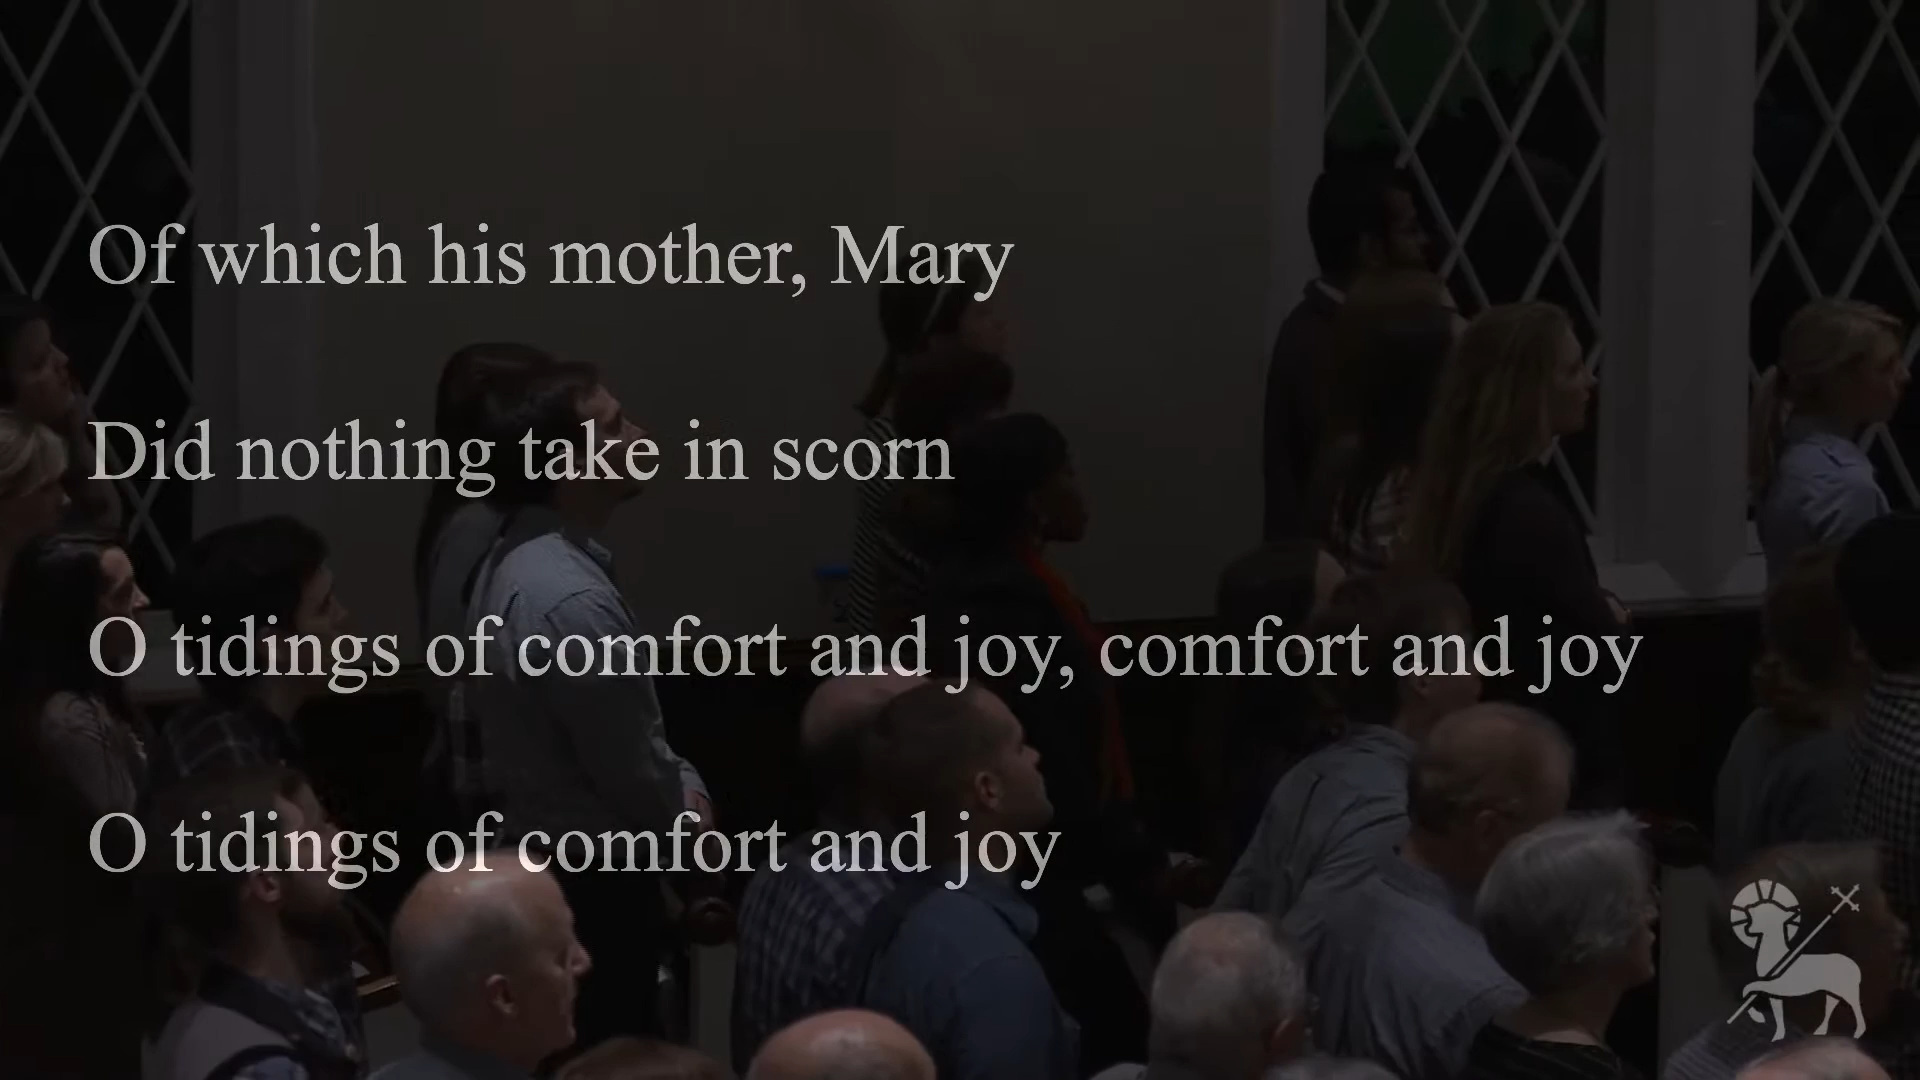 Of which his mother, Mary
Did nothing take in scorn
O tidings of comfort and joy, comfort and joy
O tidings of comfort and joy